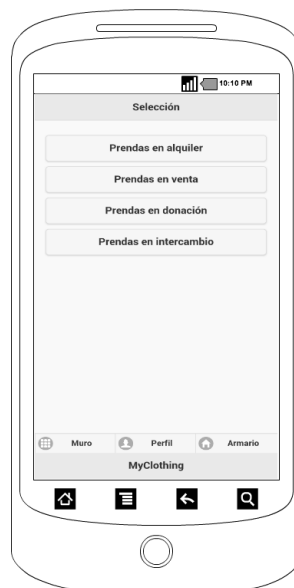 10:10 PM
Selección
Prendas en alquiler
Prendas en venta
Prendas en donación
Prendas en intercambio
Muro Perfil Armario
MyClothing